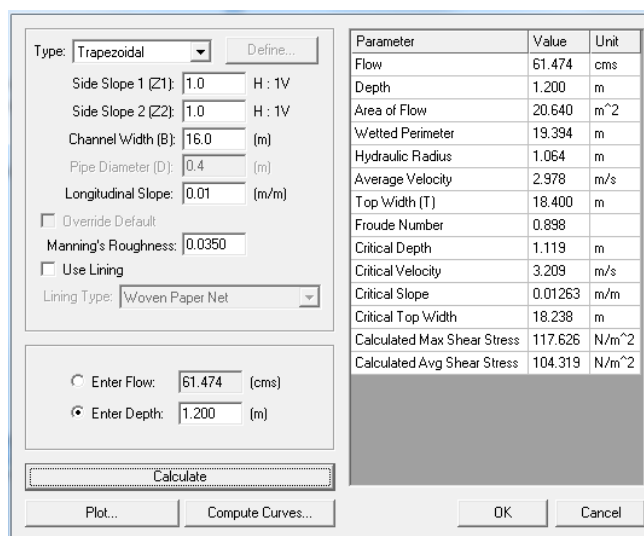 Type: Trapezoidal Define...
Side Slope 1 (Z1): 1.0 H : 1V
Side Slope 2 (Z2): 1.0 H : 1V
Channel Width (B): 16.0 (m)
Pipe Diameter (D): 0.4 (m)
Longitudinal Slope: 0.01 (m/m)
Override Default
Manning's Roughness: 0.0350
Use Lining
Lining Type: Woven Paper Net
Enter Flow: 61.474 (cms)
Enter Depth: 1.200 (m)
Calculate
Plot... Compute Curves...
Parameter Value Unit
Flow 61.474 cms
Depth 1.200 m
Area of Flow 20.640 m^2
Wetted Perimeter 19.394 m
Hydraulic Radius 1.064 m
Average Velocity 2.978 m/s
Top Width (T) 18.400 m
Froude Number 0.898
Critical Depth 1.119 m
Critical Velocity 3.209 m/s
Critical Slope 0.01263 m/m
Critical Top Width 18.238 m
Calculated Max Shear Stress 117.626 N/m^2
Calculated Avg Shear Stress 104.319 N/m^2
OK Cancel